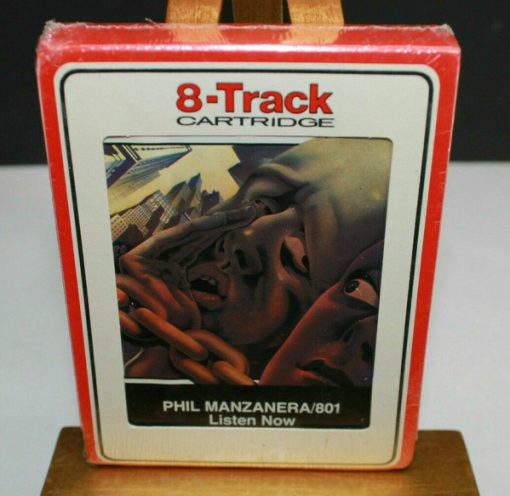 8-Track
CARTRIDGE
PHIL MANZANERA/801
Listen Now